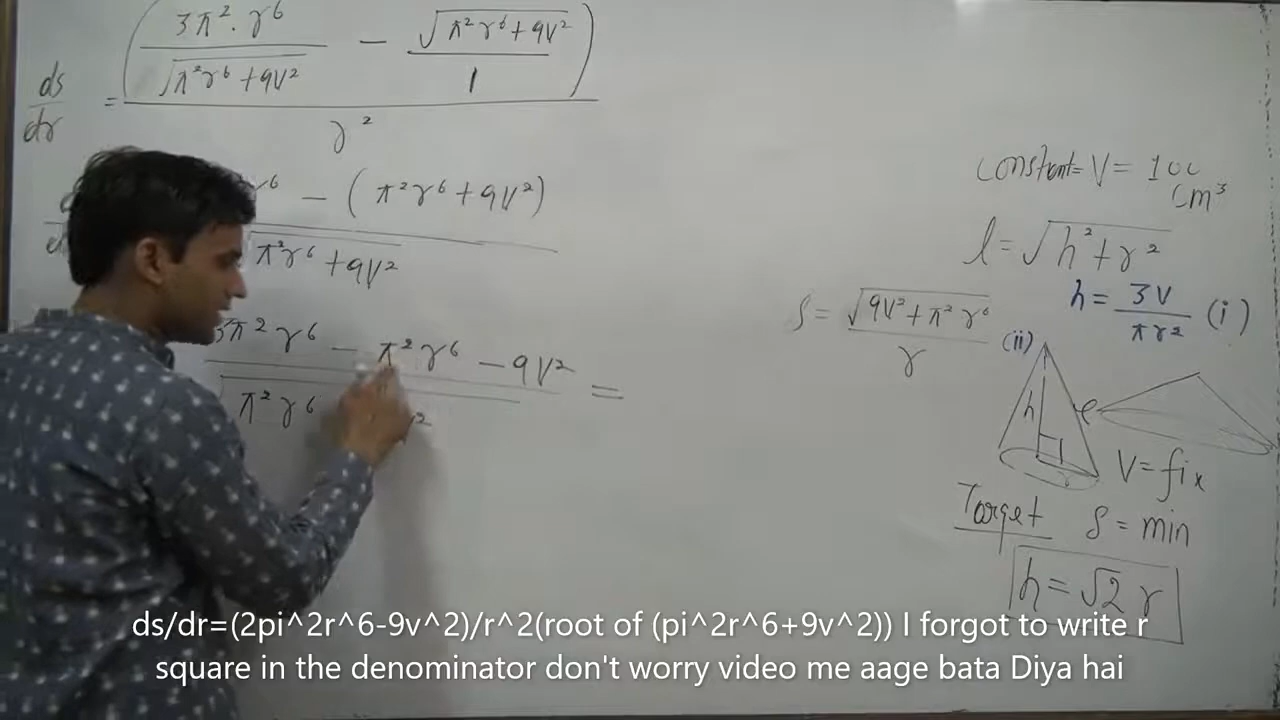 3π² . r⁶ / √π²r⁶ + 9V² − √π²r⁶ + 9V² / 1
ds/dr =
r²
r⁶ − (π²r⁶ + 9V²)
π²r⁶ + 9V²
3π² r⁶ − π²r⁶ − 9V² =
√π²r⁶
constant = V = 100
cm³
l = √h² + r²
h = 3V / πr² (i)
S = √9V² + π²r⁶ / r (ii)
h
l
V = fix
Target S = min
h = √2 r
ds/dr=(2pi^2r^6-9v^2)/r^2(root of (pi^2r^6+9v^2)) I forgot to write r
square in the denominator don't worry video me aage bata Diya hai